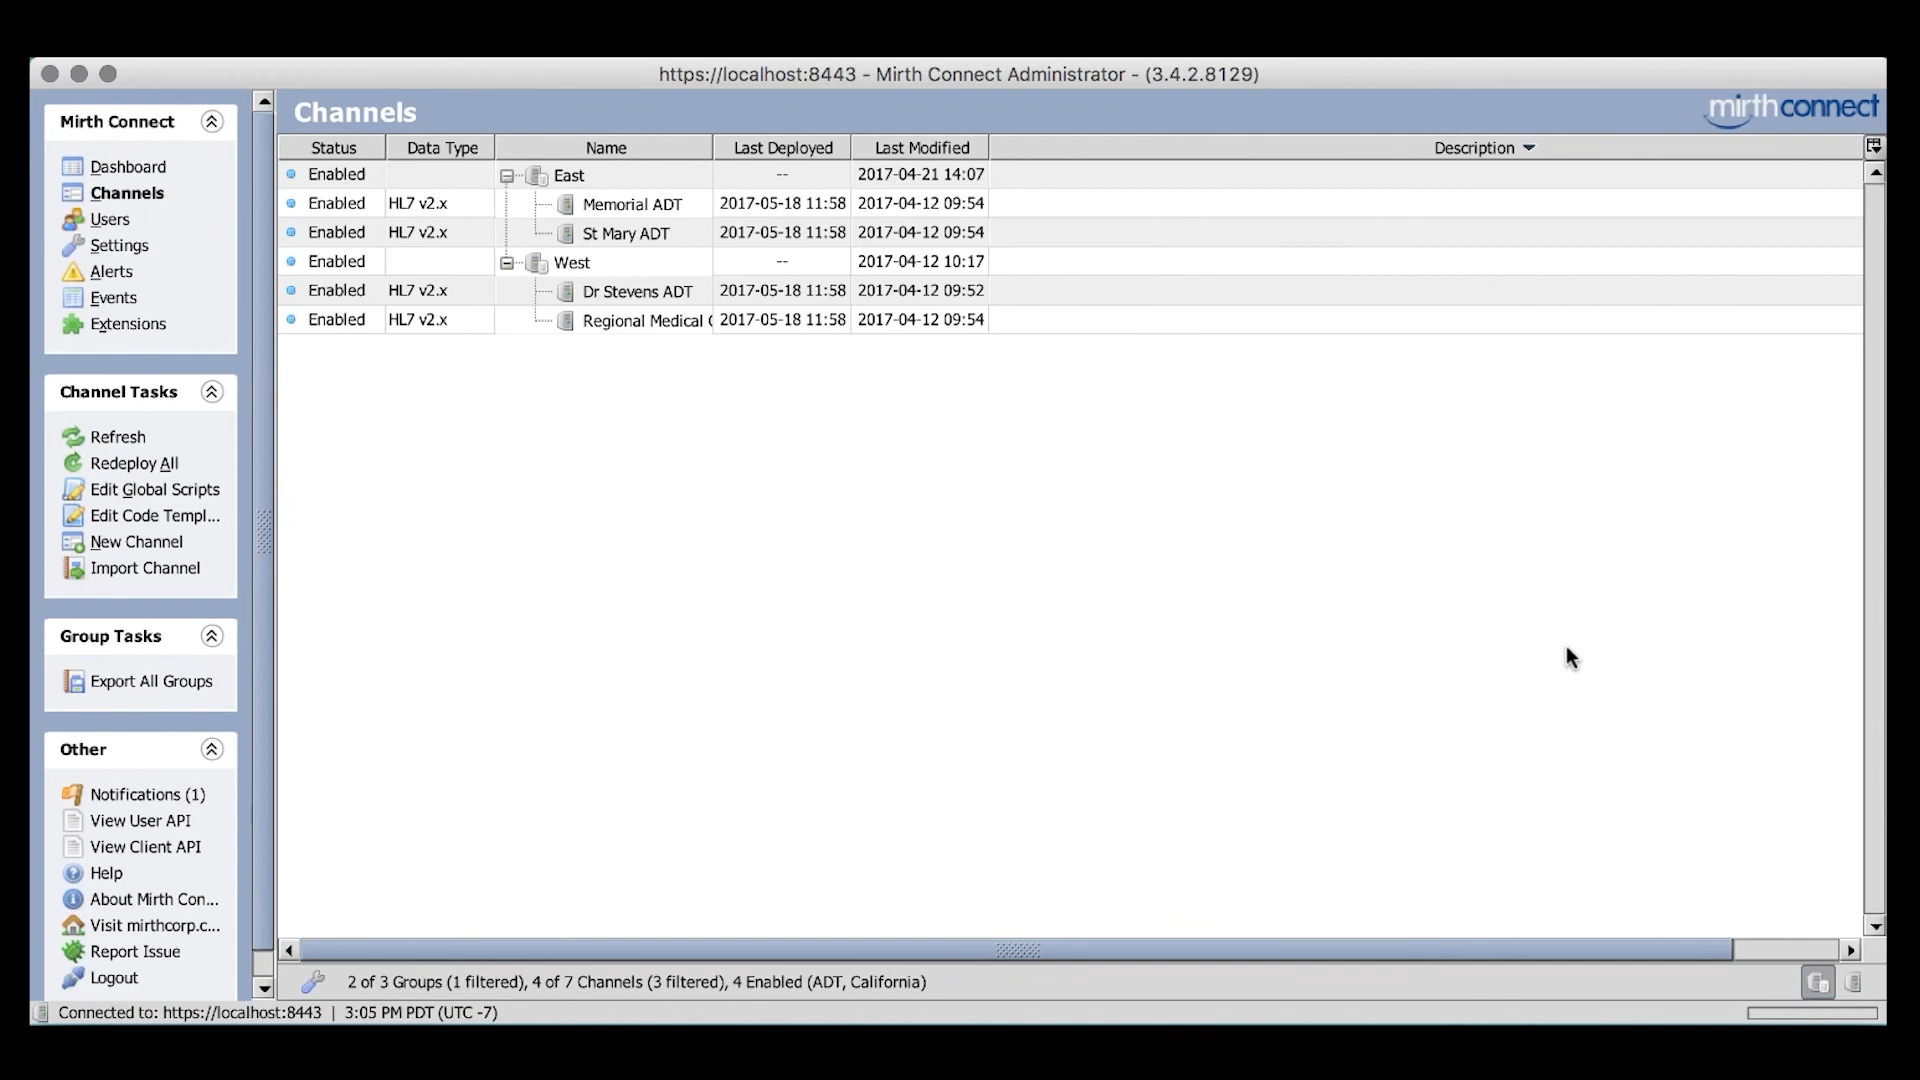 https://localhost:8443 - Mirth Connect Administrator - (3.4.2.8129)
Mirth Connect
Dashboard
Channels
Users
Settings
Alerts
Events
Extensions
Channel Tasks
Refresh
Redeploy All
Edit Global Scripts
Edit Code Templ...
New Channel
Import Channel
Group Tasks
Export All Groups
Other
Notifications (1)
View User API
View Client API
Help
About Mirth Con...
Visit mirthcorp.c...
Report Issue
Logout
Channels
mirth connect
Status Data Type Name Last Deployed Last Modified Description
Enabled East -- 2017-04-21 14:07
Enabled HL7 v2.x Memorial ADT 2017-05-18 11:58 2017-04-12 09:54
Enabled HL7 v2.x St Mary ADT 2017-05-18 11:58 2017-04-12 09:54
Enabled West -- 2017-04-12 10:17
Enabled HL7 v2.x Dr Stevens ADT 2017-05-18 11:58 2017-04-12 09:52
Enabled HL7 v2.x Regional Medical 2017-05-18 11:58 2017-04-12 09:54
2 of 3 Groups (1 filtered), 4 of 7 Channels (3 filtered), 4 Enabled (ADT, California)
Connected to: https://localhost:8443 | 3:05 PM PDT (UTC -7)